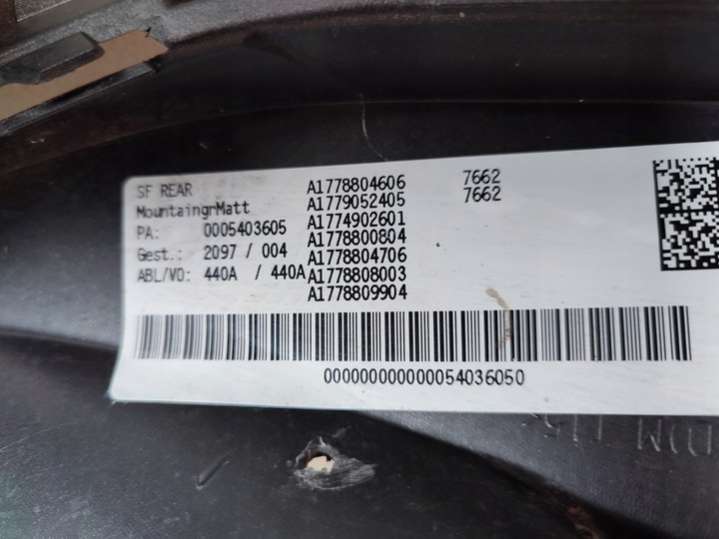 SF REAR A1778804606 7662
MountaingrMatt A1779052405 7662
PA: 0005403605 A1774902601
Gest.: 2097 / 004 A1778800804
ABL/VO: 440A / 440A A1778804706
A1778808003
A1778809904
0000000000000054036050